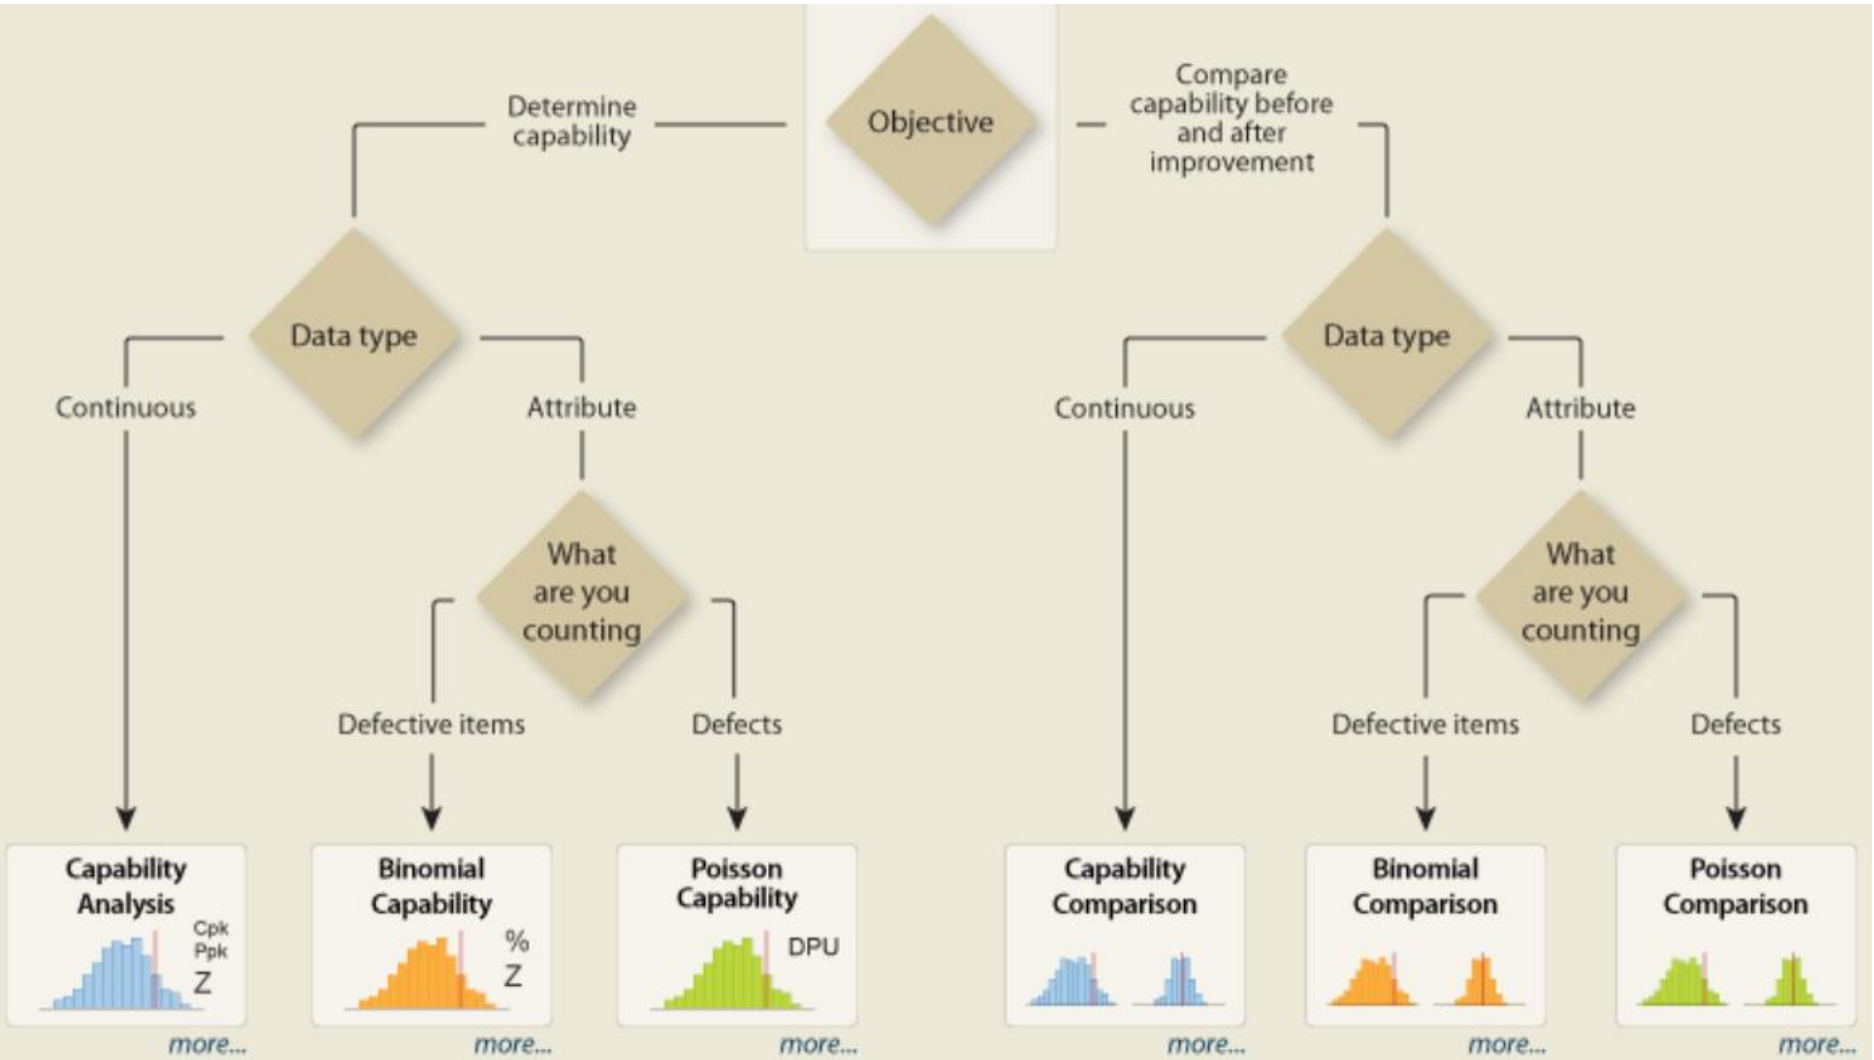 Objective
Determine
capability
Compare
capability before
and after
improvement
Data type
Data type
Continuous
Attribute
Continuous
Attribute
What
are you
counting
What
are you
counting
Defective items
Defects
Defective items
Defects
Capability
Analysis
Cpk
Ppk
Z
more...
Binomial
Capability
%
Z
more...
Poisson
Capability
DPU
more...
Capability
Comparison
more...
Binomial
Comparison
more...
Poisson
Comparison
more...